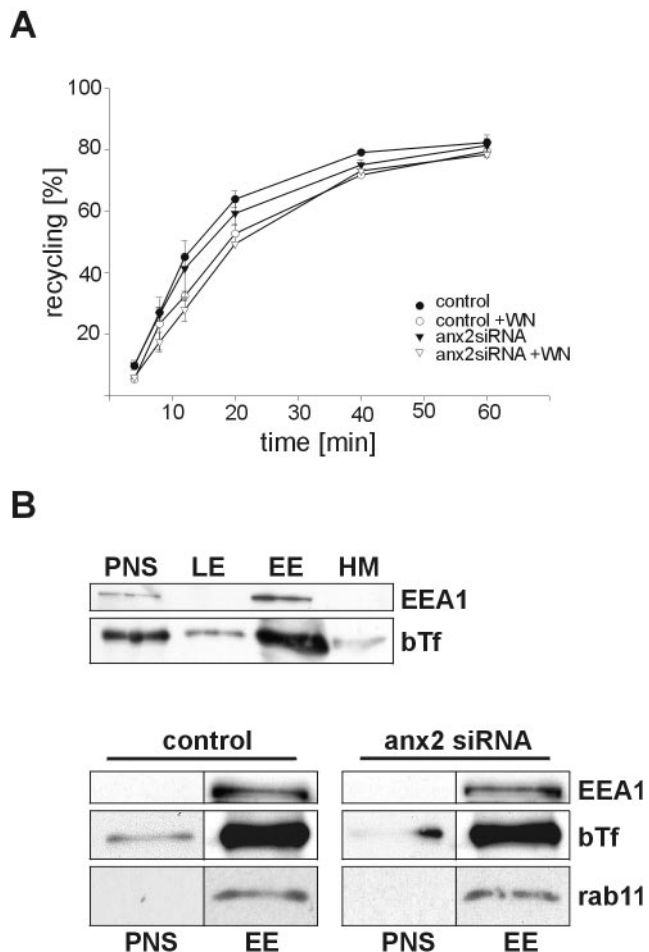 A
100
80
60
40
20
recycling [%]
control
control +WN
anx2siRNA
anx2siRNA +WN
10 20 30 40 50 60
time [min]
B
PNS LE EE HM
EEA1
bTf
control anx2 siRNA
EEA1
bTf
rab11
PNS EE PNS EE